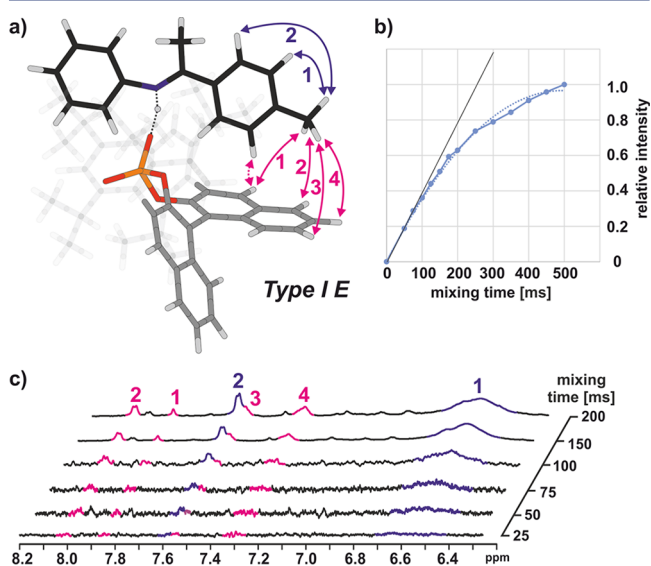 a)
2
1
N
1
2
3
4
Type I E
b)
1.0
0.8
0.6
0.4
0.2
0
relative intensity
0 100 200 300 400 500
mixing time [ms]
c)
2 1 2 3 4 1
mixing
time [ms]
200
150
100
75
50
25
8.2 8.0 7.8 7.6 7.4 7.2 7.0 6.8 6.6 6.4 ppm